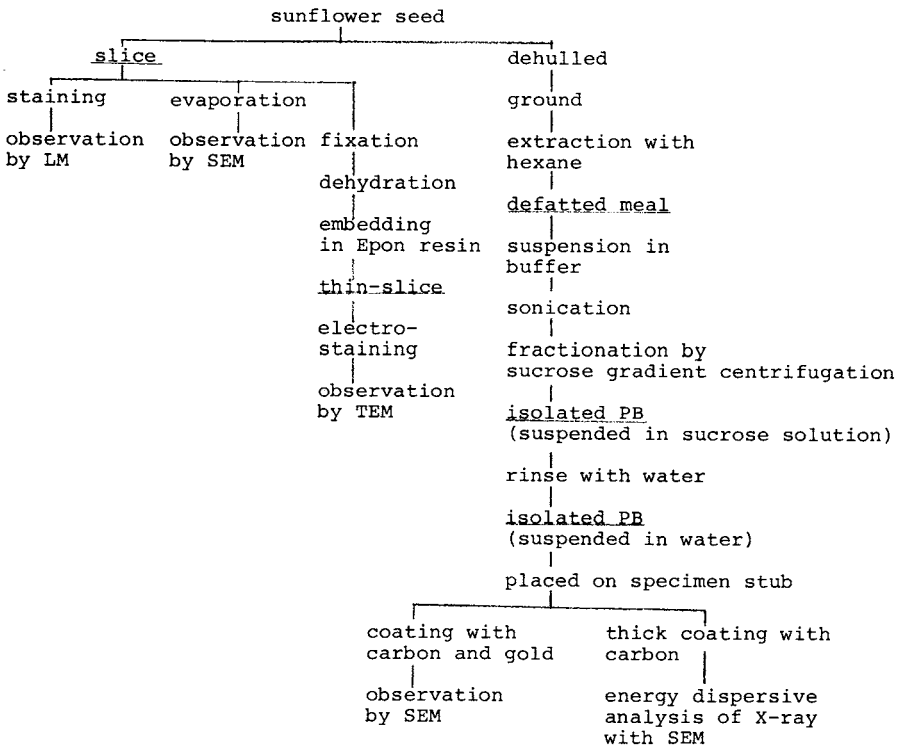 sunflower seed
slice
staining
observation
by LM
evaporation
observation
by SEM
fixation
dehydration
embedding
in Epon resin
thin-slice
electro-
staining
observation
by TEM
dehulled
ground
extraction with
hexane
defatted meal
suspension in
buffer
sonication
fractionation by
sucrose gradient centrifugation
isolated PB
(suspended in sucrose solution)
rinse with water
isolated PB
(suspended in water)
placed on specimen stub
coating with
carbon and gold
observation
by SEM
thick coating with
carbon
energy dispersive
analysis of X-ray
with SEM